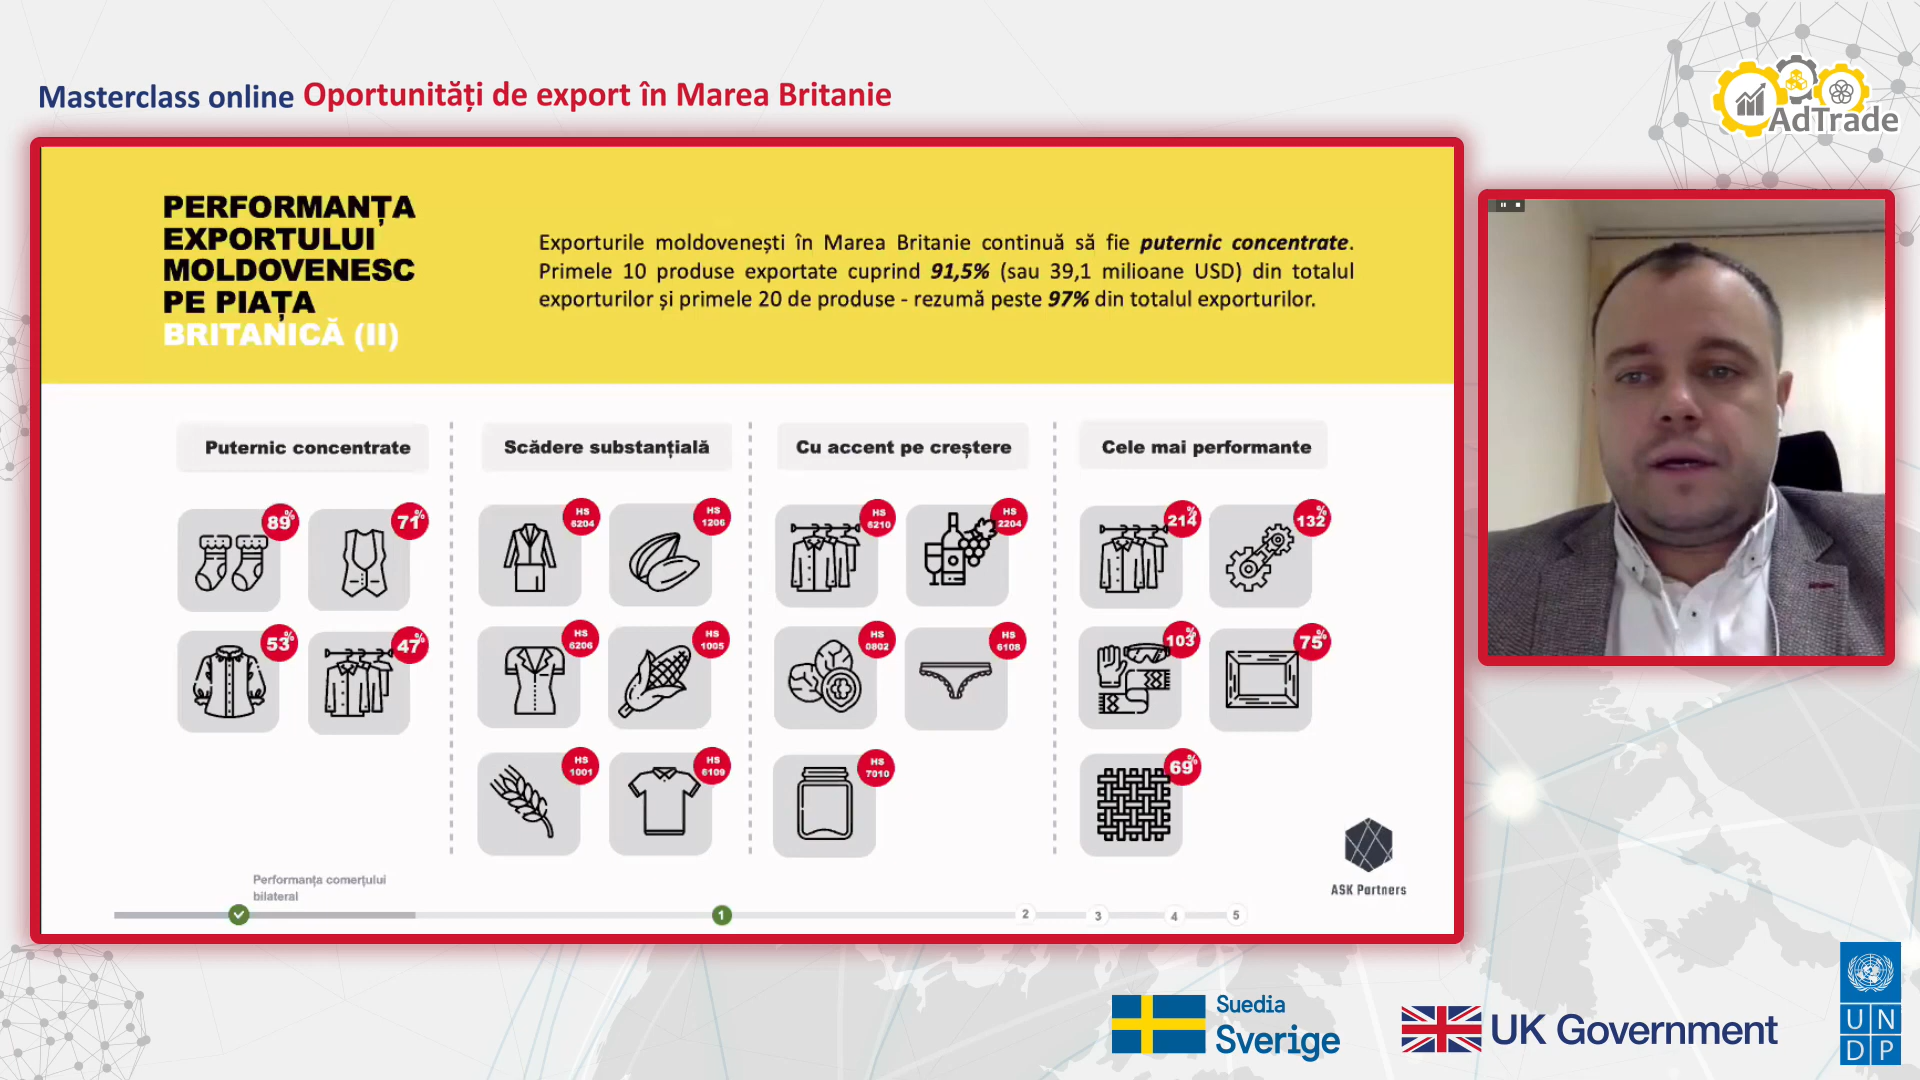 Masterclass online Oportunități de export în Marea Britanie
AdTrade
PERFORMANȚA
EXPORTULUI
MOLDOVENESC
PE PIAȚA
BRITANICĂ (II)
Exporturile moldovenești în Marea Britanie continuă să fie puternic concentrate.
Primele 10 produse exportate cuprind 91,5% (sau 39,1 milioane USD) din totalul
exporturilor și primele 20 de produse - rezumă peste 97% din totalul exporturilor.
Puternic concentrate
89%
71%
53%
47%
Scădere substanțială
HS
6204
HS
1206
HS
6206
HS
1005
HS
1001
HS
6109
Cu accent pe creștere
HS
6210
HS
2204
HS
0802
HS
6108
HS
7010
Cele mai performante
214%
132%
103%
75%
69%
ASK Partners
Performanța comerțului
bilateral
1
2
3
4
5
Suedia
Sverige
UK Government
UN
DP